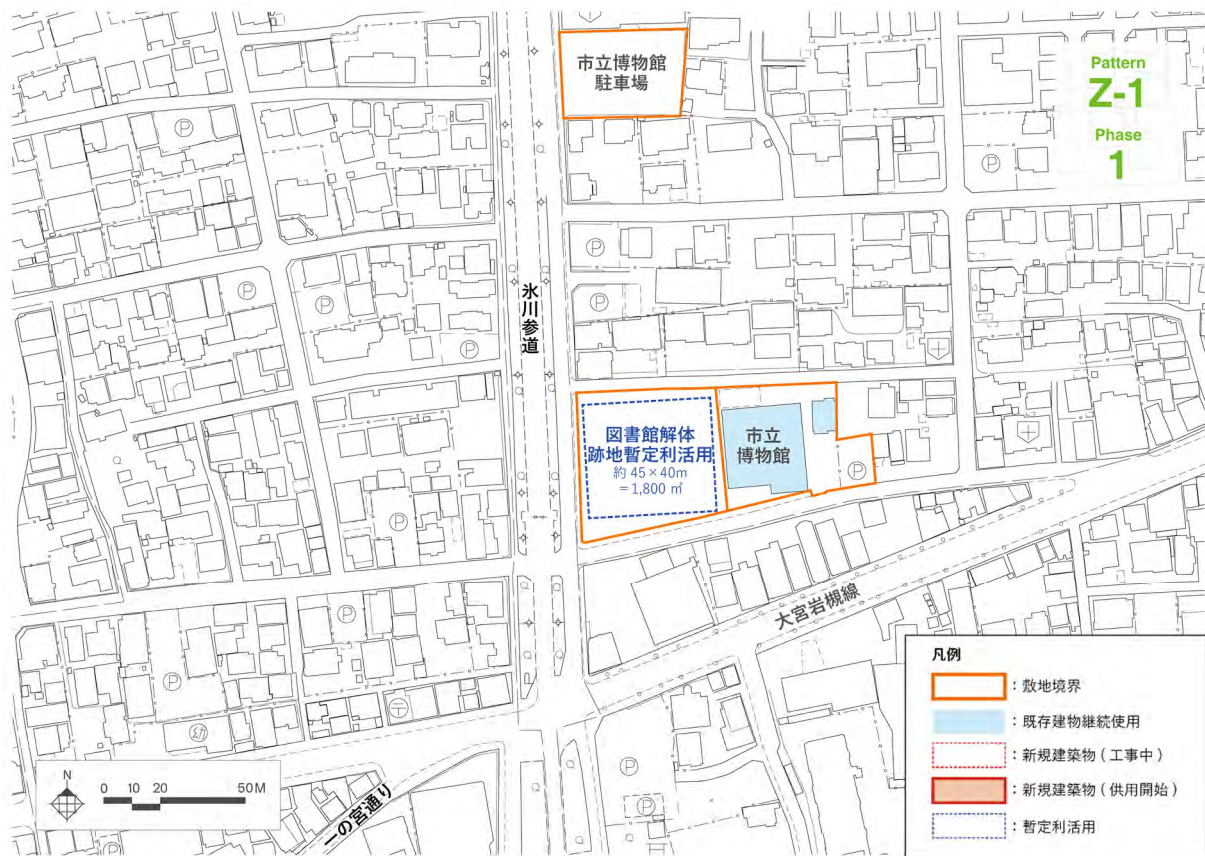 市立博物館
駐車場
Pattern
Z-1
Phase
1
P
P
P
P
P
P
氷川参道
P
図書館解体
跡地暫定利活用
約 45 × 40m
= 1,800 ㎡
市立
博物館
P
P
大宮岩槻線
P
P
幼
P
P
P
一の宮通り
N
0 10 20 50M
凡例
: 敷地境界
: 既存建物継続使用
: 新規建築物 ( 工事中 )
: 新規建築物 ( 供用開始 )
: 暫定利活用